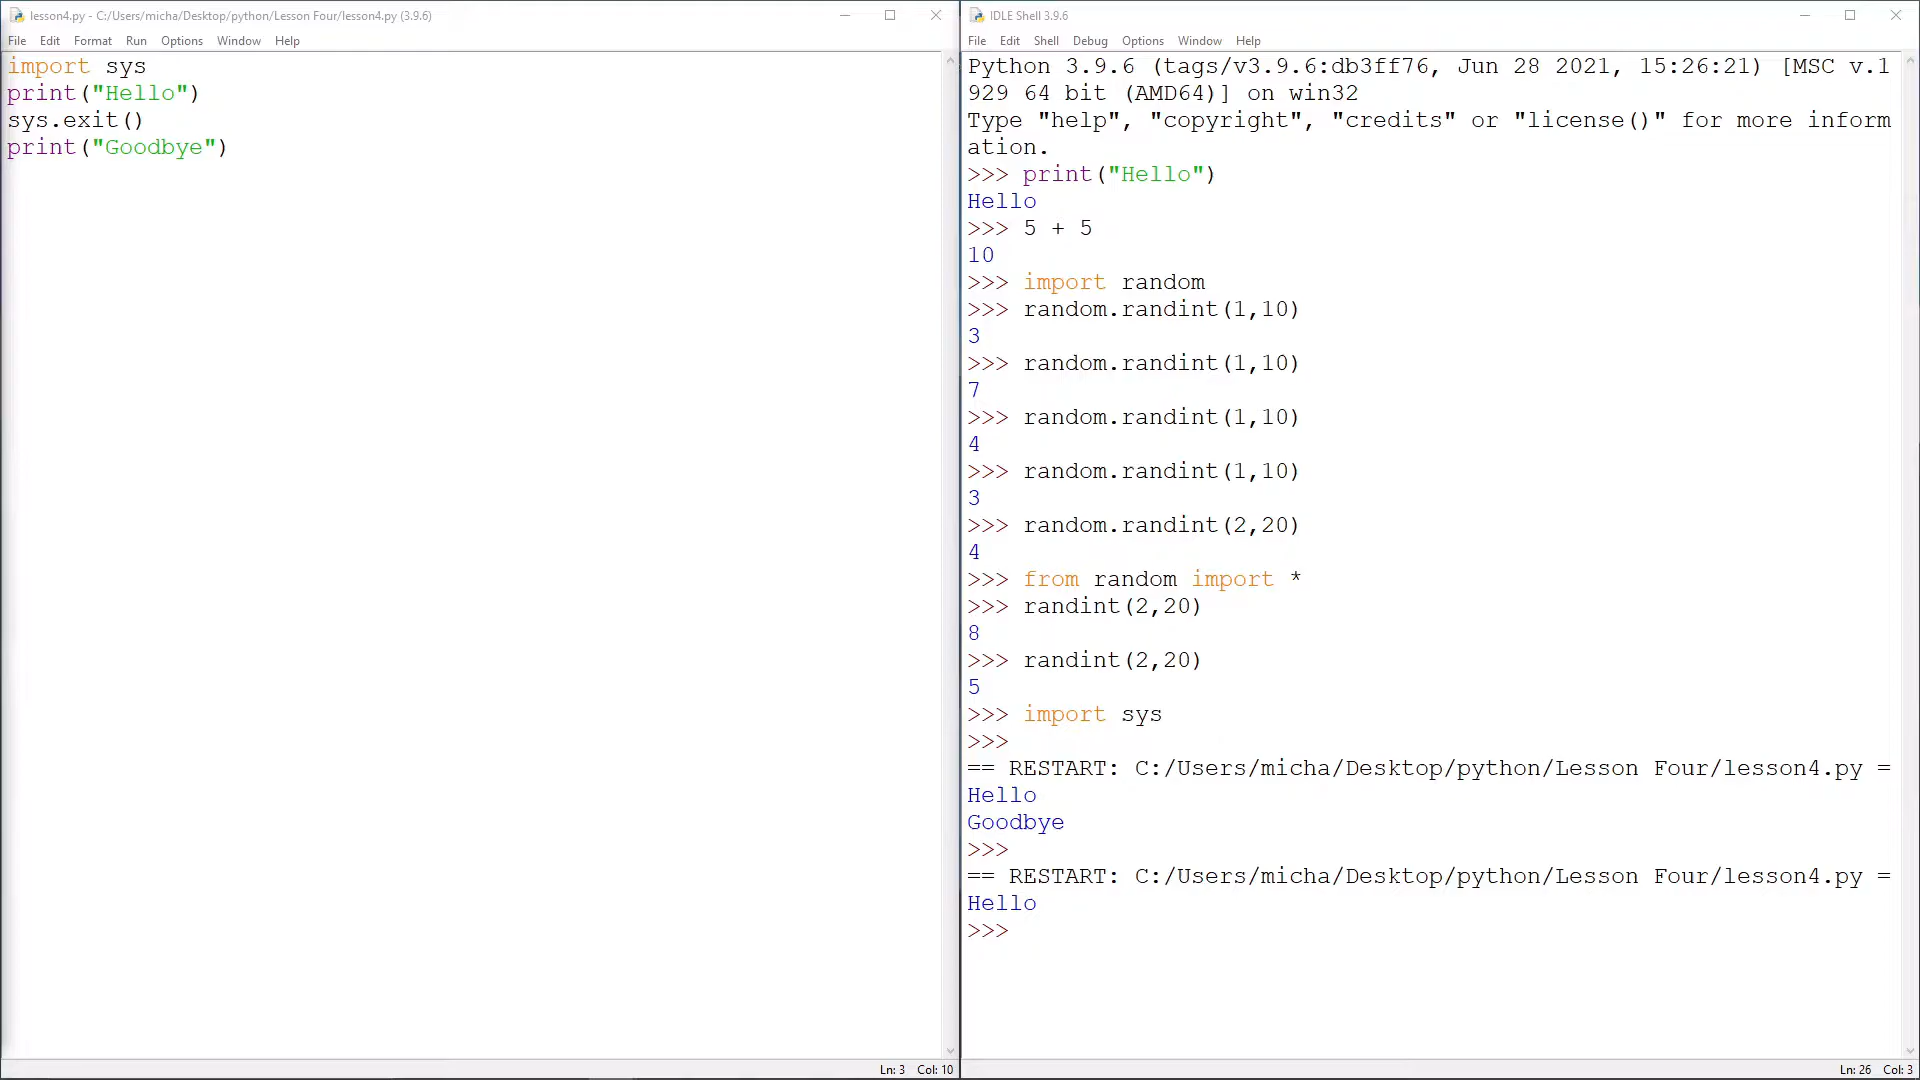 lesson4.py - C:/Users/micha/Desktop/python/Lesson Four/lesson4.py (3.9.6)
File Edit Format Run Options Window Help
import sys
print("Hello")
sys.exit()
print("Goodbye")
Ln: 3 Col: 10
IDLE Shell 3.9.6
File Edit Shell Debug Options Window Help
Python 3.9.6 (tags/v3.9.6:db3ff76, Jun 28 2021, 15:26:21) [MSC v.1
929 64 bit (AMD64)] on win32
Type "help", "copyright", "credits" or "license()" for more inform
ation.
>>> print("Hello")
Hello
>>> 5 + 5
10
>>> import random
>>> random.randint(1,10)
3
>>> random.randint(1,10)
7
>>> random.randint(1,10)
4
>>> random.randint(1,10)
3
>>> random.randint(2,20)
4
>>> from random import *
>>> randint(2,20)
8
>>> randint(2,20)
5
>>> import sys
>>>
== RESTART: C:/Users/micha/Desktop/python/Lesson Four/lesson4.py =
Hello
Goodbye
>>>
== RESTART: C:/Users/micha/Desktop/python/Lesson Four/lesson4.py =
Hello
>>>
Ln: 26 Col: 3